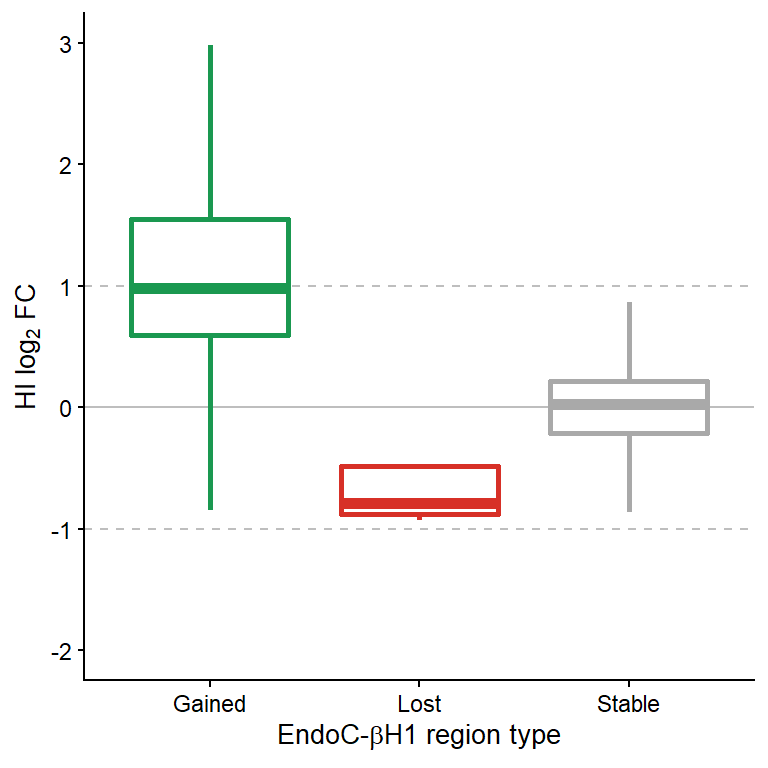 3
2
1
0
-1
-2
HI log₂ FC
Gained Lost Stable
EndoC-βH1 region type